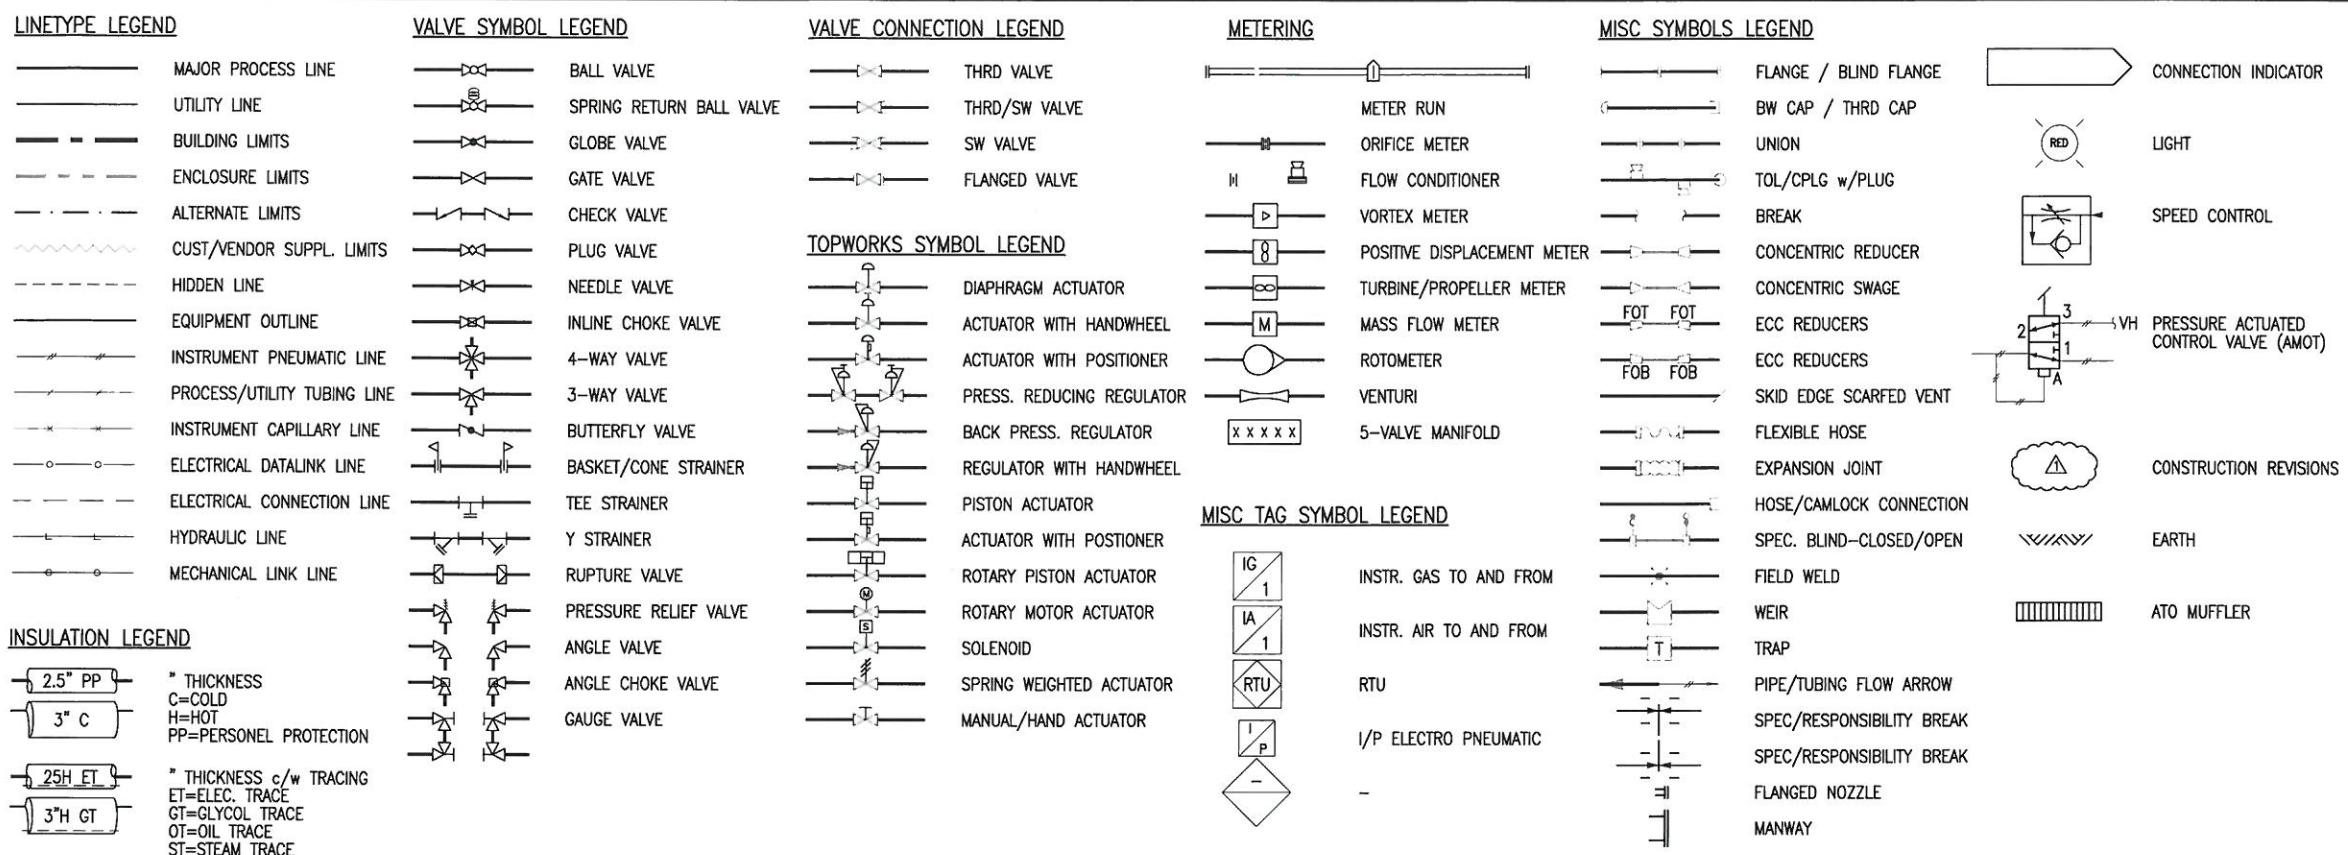 LINETYPE LEGEND
MAJOR PROCESS LINE
UTILITY LINE
BUILDING LIMITS
ENCLOSURE LIMITS
ALTERNATE LIMITS
CUST/VENDOR SUPPL. LIMITS
HIDDEN LINE
EQUIPMENT OUTLINE
INSTRUMENT PNEUMATIC LINE
PROCESS/UTILITY TUBING LINE
INSTRUMENT CAPILLARY LINE
ELECTRICAL DATALINK LINE
ELECTRICAL CONNECTION LINE
HYDRAULIC LINE
MECHANICAL LINK LINE
INSULATION LEGEND
2.5" PP
" THICKNESS
C=COLD
3" C
H=HOT
PP=PERSONEL PROTECTION
25H ET
" THICKNESS c/w TRACING
ET=ELEC. TRACE
3"H GT
GT=GLYCOL TRACE
OT=OIL TRACE
ST=STEAM TRACE
VALVE SYMBOL LEGEND
BALL VALVE
SPRING RETURN BALL VALVE
GLOBE VALVE
GATE VALVE
CHECK VALVE
PLUG VALVE
NEEDLE VALVE
INLINE CHOKE VALVE
4-WAY VALVE
3-WAY VALVE
BUTTERFLY VALVE
BASKET/CONE STRAINER
TEE STRAINER
Y STRAINER
RUPTURE VALVE
PRESSURE RELIEF VALVE
ANGLE VALVE
ANGLE CHOKE VALVE
GAUGE VALVE
VALVE CONNECTION LEGEND
THRD VALVE
THRD/SW VALVE
SW VALVE
FLANGED VALVE
TOPWORKS SYMBOL LEGEND
DIAPHRAGM ACTUATOR
ACTUATOR WITH HANDWHEEL
ACTUATOR WITH POSITIONER
PRESS. REDUCING REGULATOR
BACK PRESS. REGULATOR
REGULATOR WITH HANDWHEEL
PISTON ACTUATOR
ACTUATOR WITH POSTIONER
ROTARY PISTON ACTUATOR
M
ROTARY MOTOR ACTUATOR
S
SOLENOID
SPRING WEIGHTED ACTUATOR
MANUAL/HAND ACTUATOR
METERING
METER RUN
ORIFICE METER
FLOW CONDITIONER
VORTEX METER
8 POSITIVE DISPLACEMENT METER
TURBINE/PROPELLER METER
M MASS FLOW METER
ROTOMETER
VENTURI
X X X X X 5-VALVE MANIFOLD
MISC TAG SYMBOL LEGEND
IG
1
INSTR. GAS TO AND FROM
IA
1
INSTR. AIR TO AND FROM
RTU RTU
I
P
I/P ELECTRO PNEUMATIC
- -
MISC SYMBOLS LEGEND
FLANGE / BLIND FLANGE
BW CAP / THRD CAP
UNION
TOL/CPLG w/PLUG
BREAK
CONCENTRIC REDUCER
CONCENTRIC SWAGE
FOT FOT
ECC REDUCERS
ECC REDUCERS
FOB FOB
SKID EDGE SCARFED VENT
FLEXIBLE HOSE
EXPANSION JOINT
HOSE/CAMLOCK CONNECTION
SPEC. BLIND-CLOSED/OPEN
FIELD WELD
WEIR
T TRAP
PIPE/TUBING FLOW ARROW
SPEC/RESPONSIBILITY BREAK
SPEC/RESPONSIBILITY BREAK
FLANGED NOZZLE
MANWAY
CONNECTION INDICATOR
RED LIGHT
SPEED CONTROL
3
2
1
A
VH
PRESSURE ACTUATED
CONTROL VALVE (AMOT)
1 CONSTRUCTION REVISIONS
EARTH
ATO MUFFLER